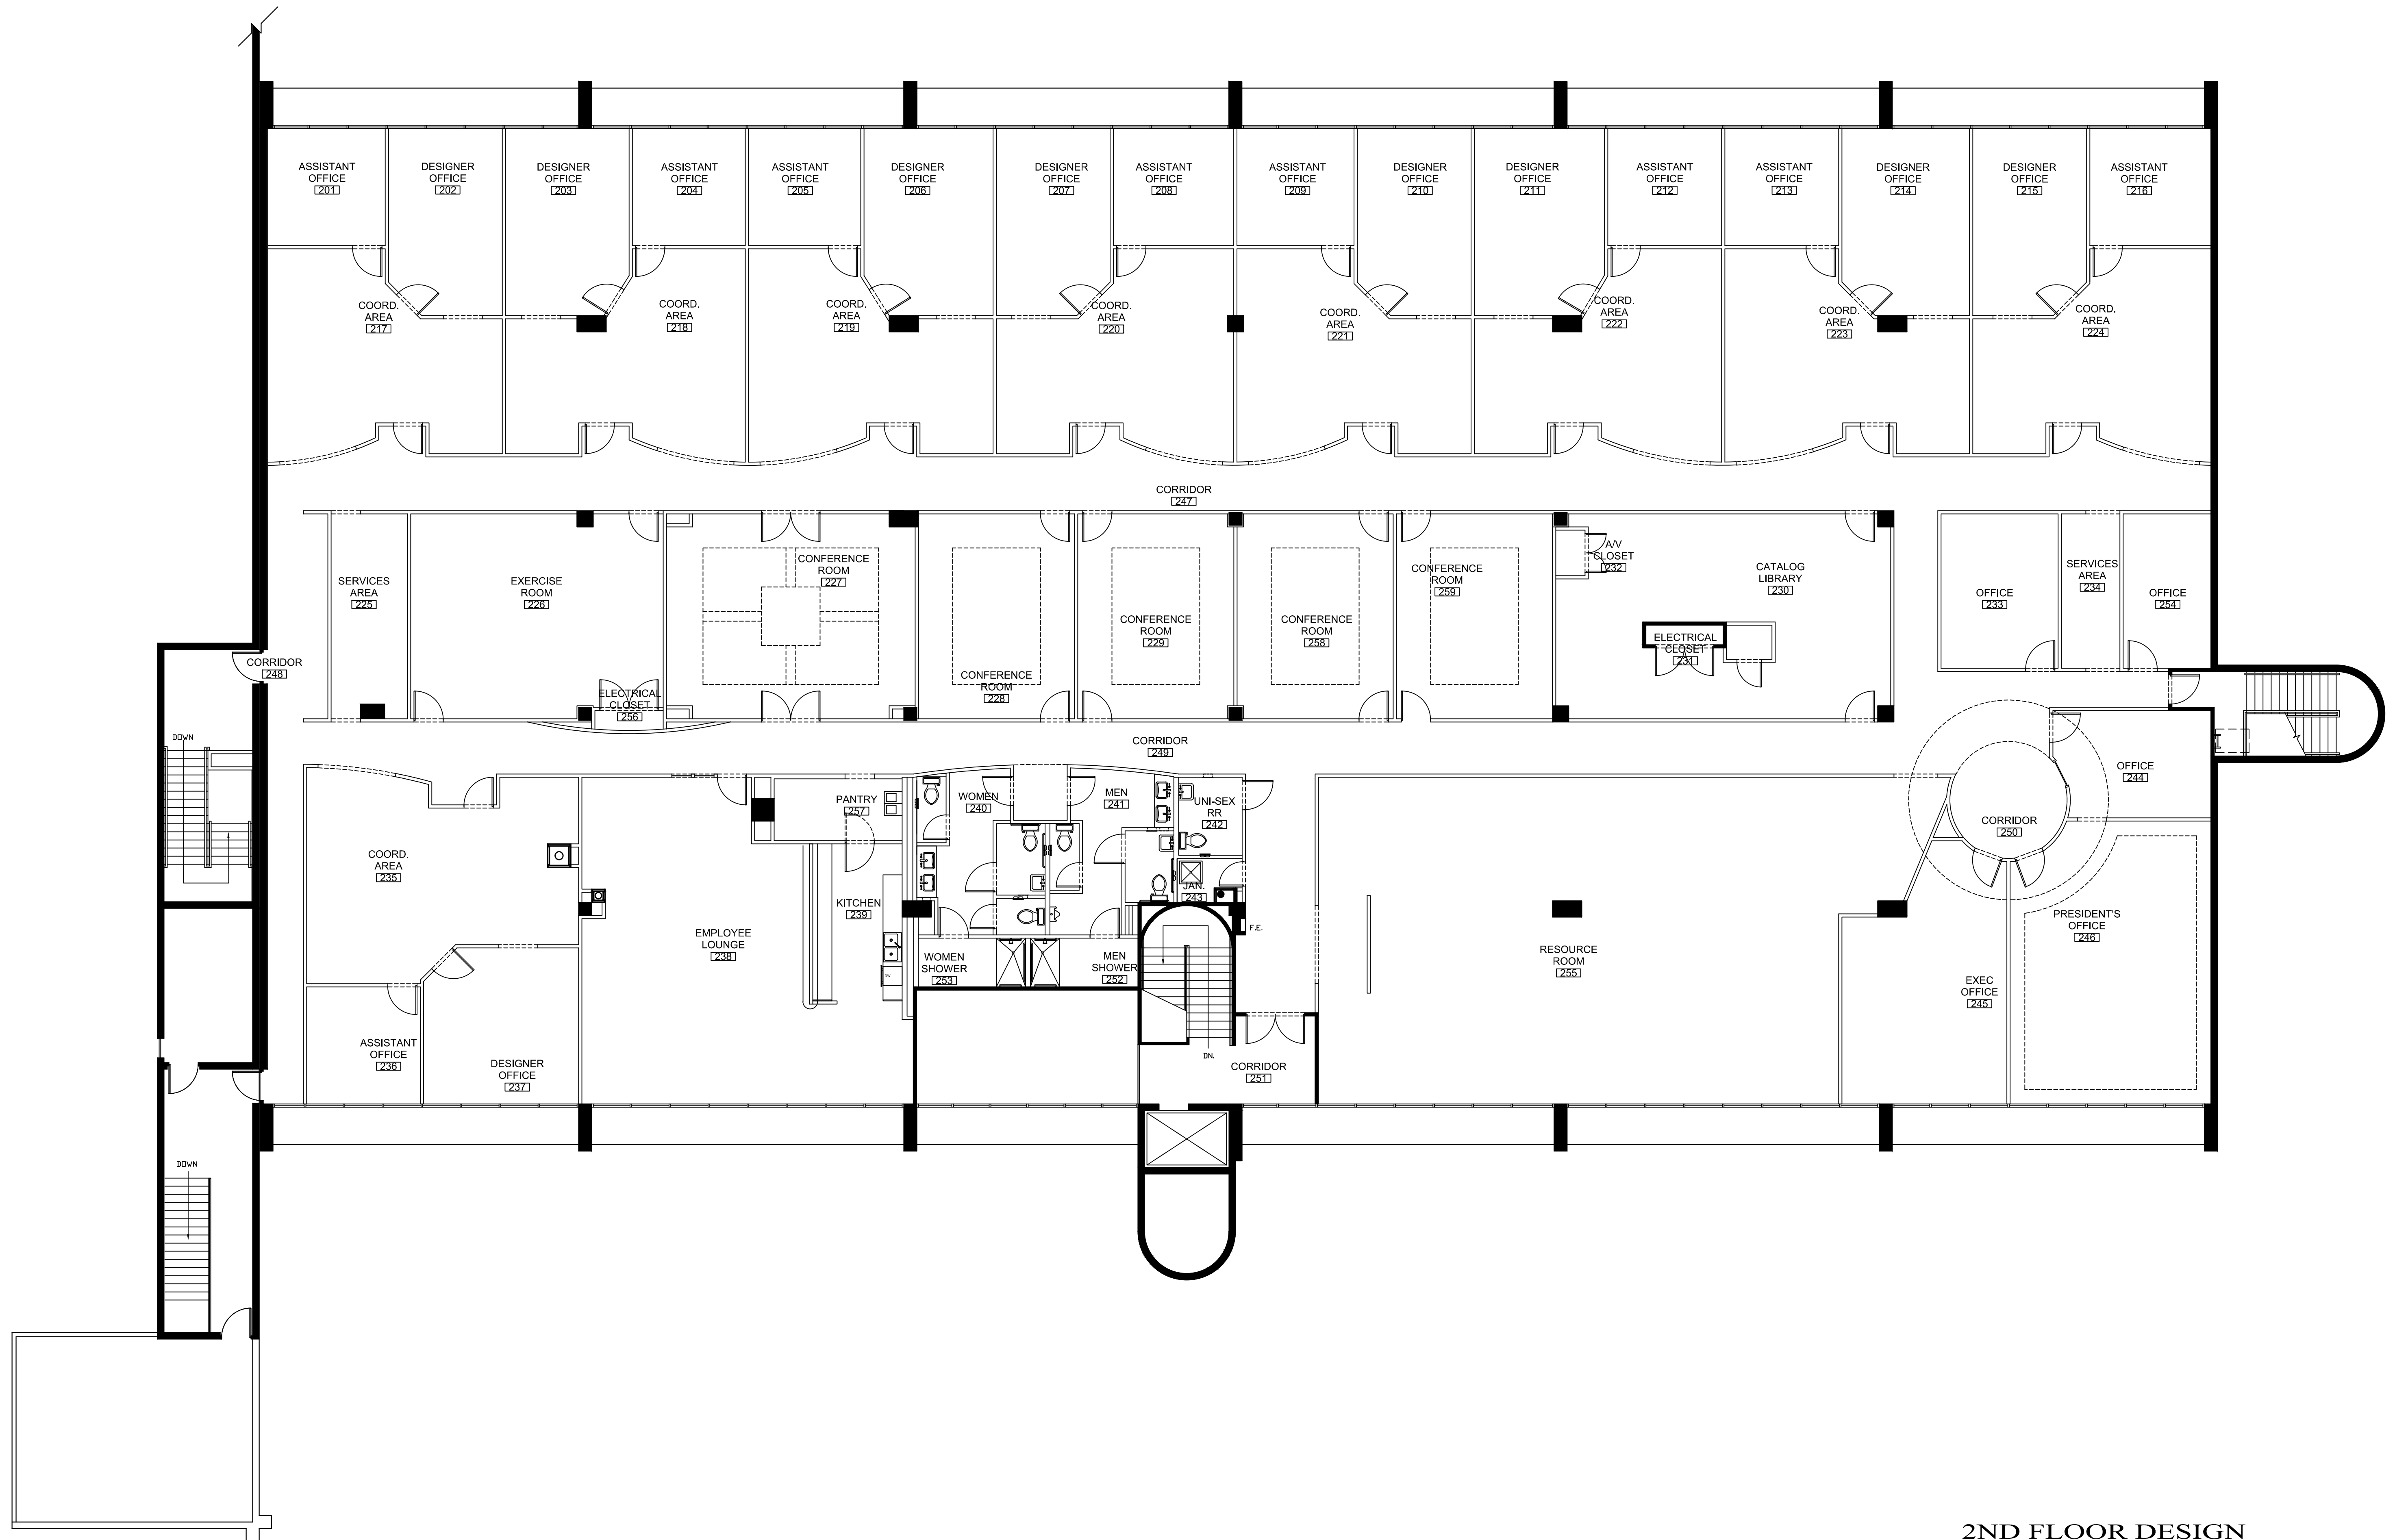 ASSISTANT
OFFICE
201
DESIGNER
OFFICE
202
DESIGNER
OFFICE
203
ASSISTANT
OFFICE
204
ASSISTANT
OFFICE
205
DESIGNER
OFFICE
206
DESIGNER
OFFICE
207
ASSISTANT
OFFICE
208
ASSISTANT
OFFICE
209
DESIGNER
OFFICE
210
DESIGNER
OFFICE
211
ASSISTANT
OFFICE
212
ASSISTANT
OFFICE
213
DESIGNER
OFFICE
214
DESIGNER
OFFICE
215
ASSISTANT
OFFICE
216
COORD.
AREA
217
COORD.
AREA
218
COORD.
AREA
219
COORD.
AREA
220
COORD.
AREA
221
COORD.
AREA
222
COORD.
AREA
223
COORD.
AREA
224
CORRIDOR
247
SERVICES
AREA
225
EXERCISE
ROOM
226
CONFERENCE
ROOM
227
CONFERENCE
ROOM
228
CONFERENCE
ROOM
229
CONFERENCE
ROOM
258
CONFERENCE
ROOM
259
A/V
CLOSET
232
CATALOG
LIBRARY
230
ELECTRICAL
CLOSET
231
OFFICE
233
SERVICES
AREA
234
OFFICE
254
CORRIDOR
248
ELECTRICAL
CLOSET
256
DOWN
CORRIDOR
249
PANTRY
257
WOMEN
240
MEN
241
UNI-SEX
RR
242
OFFICE
244
CORRIDOR
250
COORD.
AREA
235
KITCHEN
239
JAN.
243
EMPLOYEE
LOUNGE
238
F.E.
WOMEN
SHOWER
253
MEN
SHOWER
252
RESOURCE
ROOM
255
PRESIDENT'S
OFFICE
246
EXEC
OFFICE
245
ASSISTANT
OFFICE
236
DESIGNER
OFFICE
237
DN.
CORRIDOR
251
DOWN
2ND FLOOR DESIGN